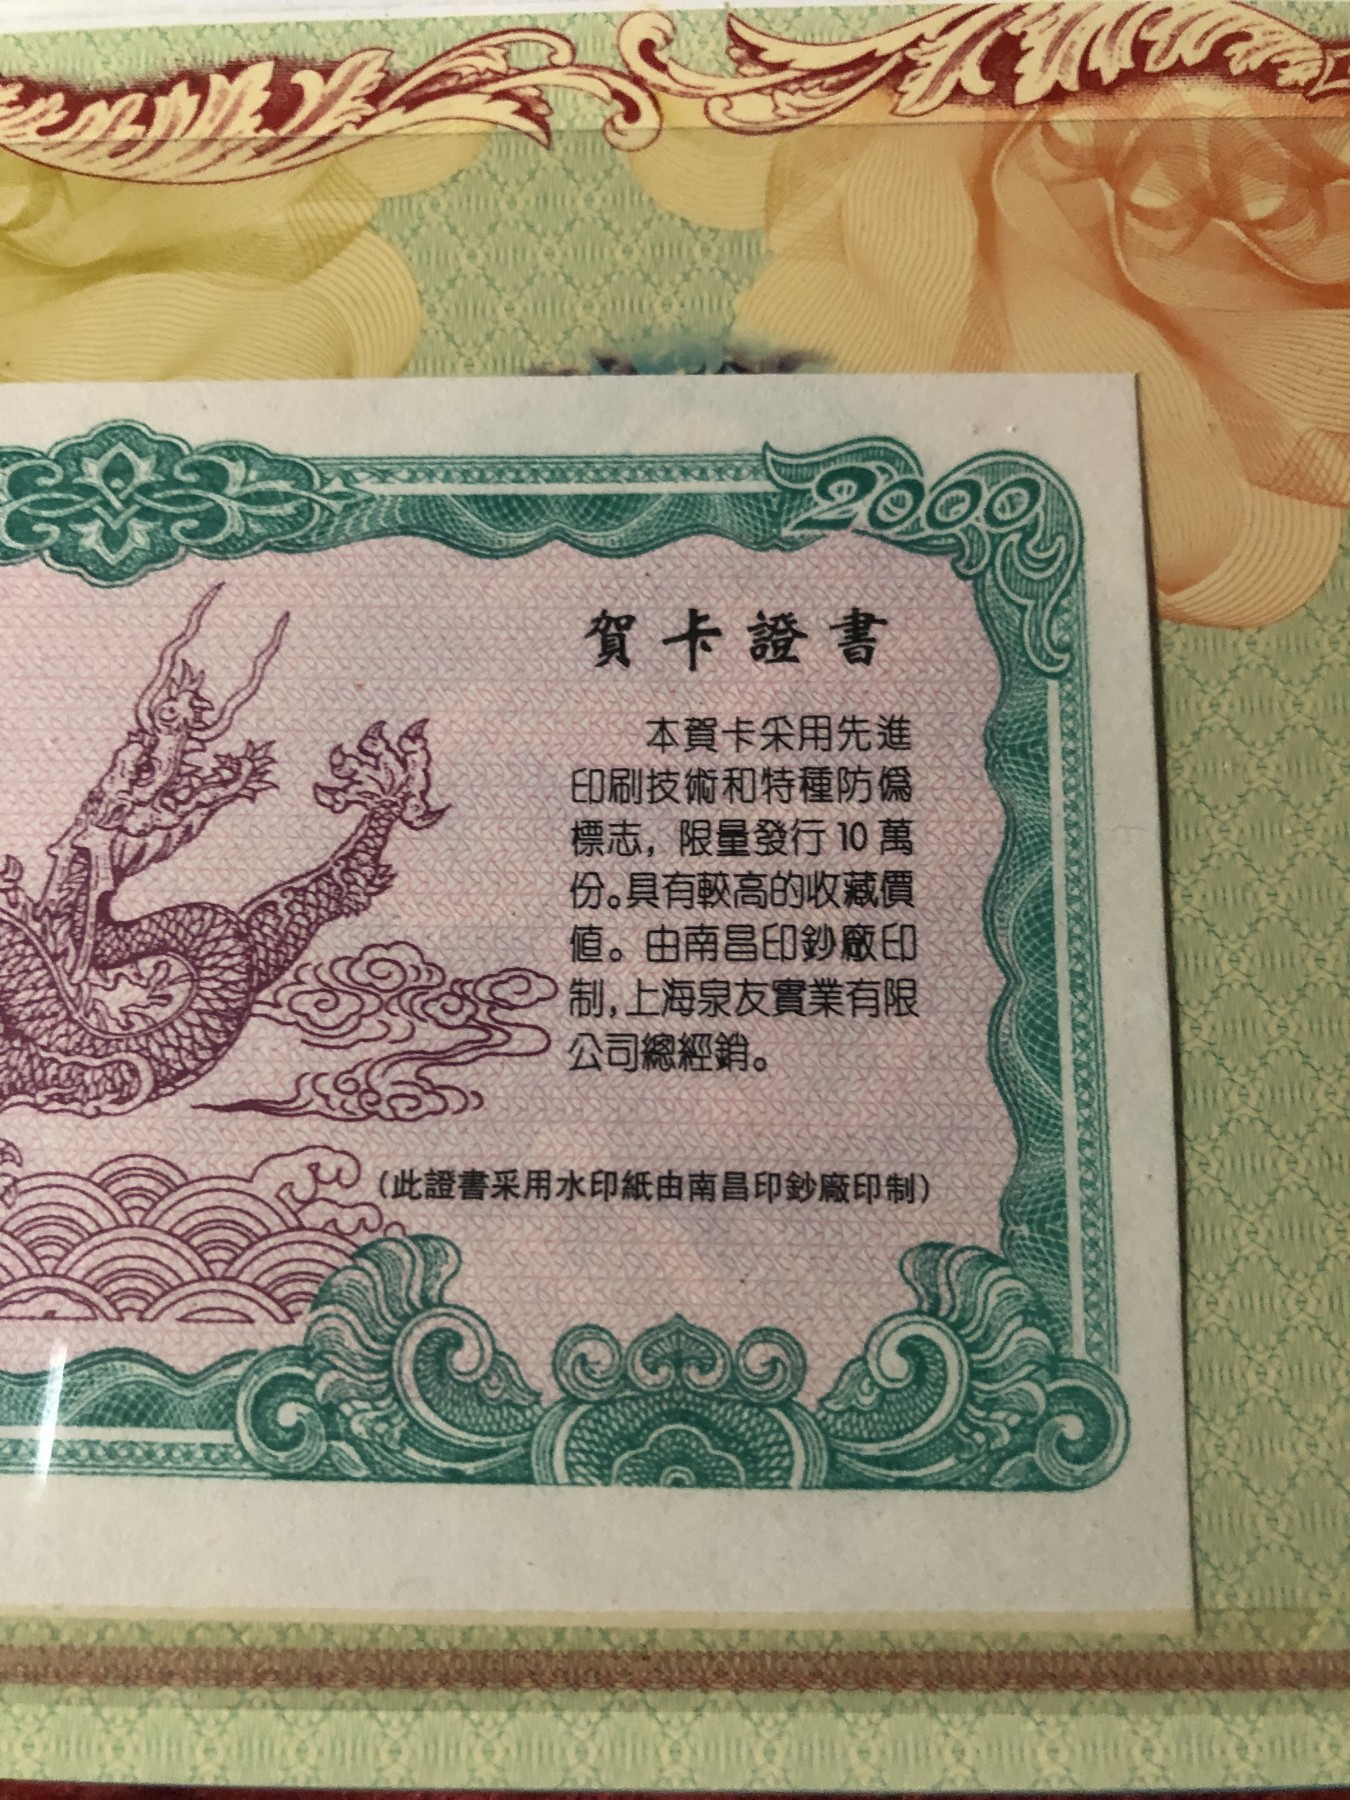 2000
賀卡證書
本賀卡采用先進
印刷技術和特種防僞
標志，限量發行10萬
份。具有較高的收藏價
值。由南昌印鈔廠印
制，上海泉友實業有限
公司總經銷。
(此證書采用水印紙由南昌印鈔廠印制)